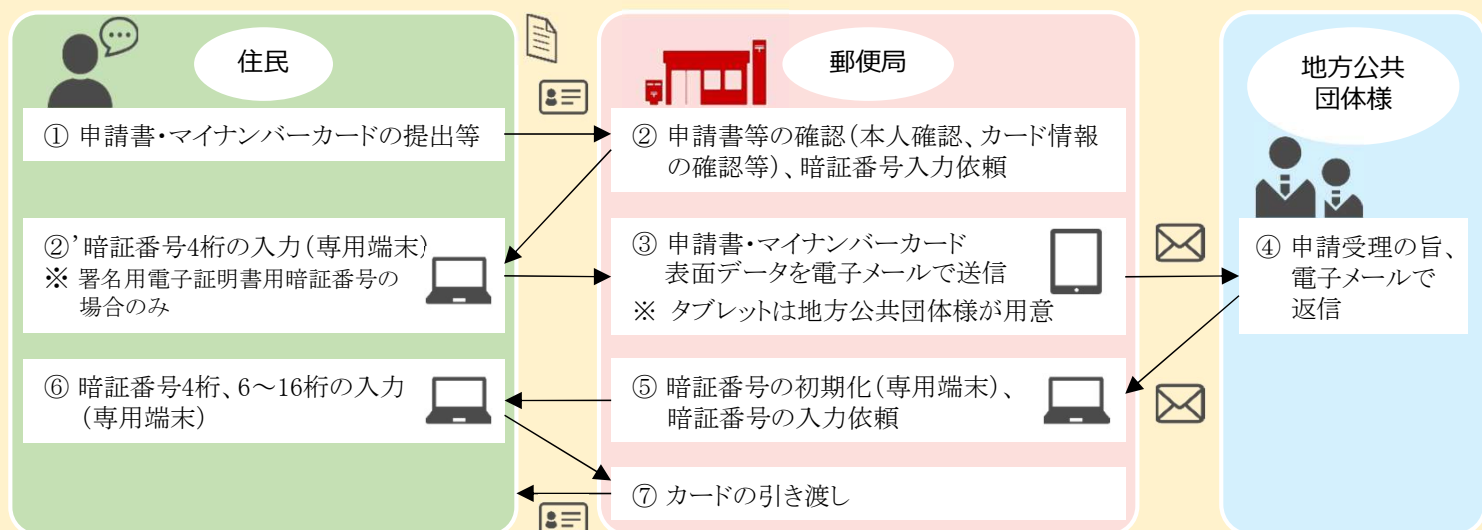 住民
郵便局
地方公共
団体様
① 申請書・マイナンバーカードの提出等
② 申請書等の確認(本人確認、カード情報
の確認等)、暗証番号入力依頼
②’暗証番号4桁の入力(専用端末)
※ 署名用電子証明書用暗証番号の
場合のみ
③ 申請書・マイナンバーカード
表面データを電子メールで送信
※ タブレットは地方公共団体様が用意
④ 申請受理の旨、
電子メールで
返信
⑤ 暗証番号の初期化(専用端末)、
暗証番号の入力依頼
⑥ 暗証番号4桁、6~16桁の入力
(専用端末)
⑦ カードの引き渡し